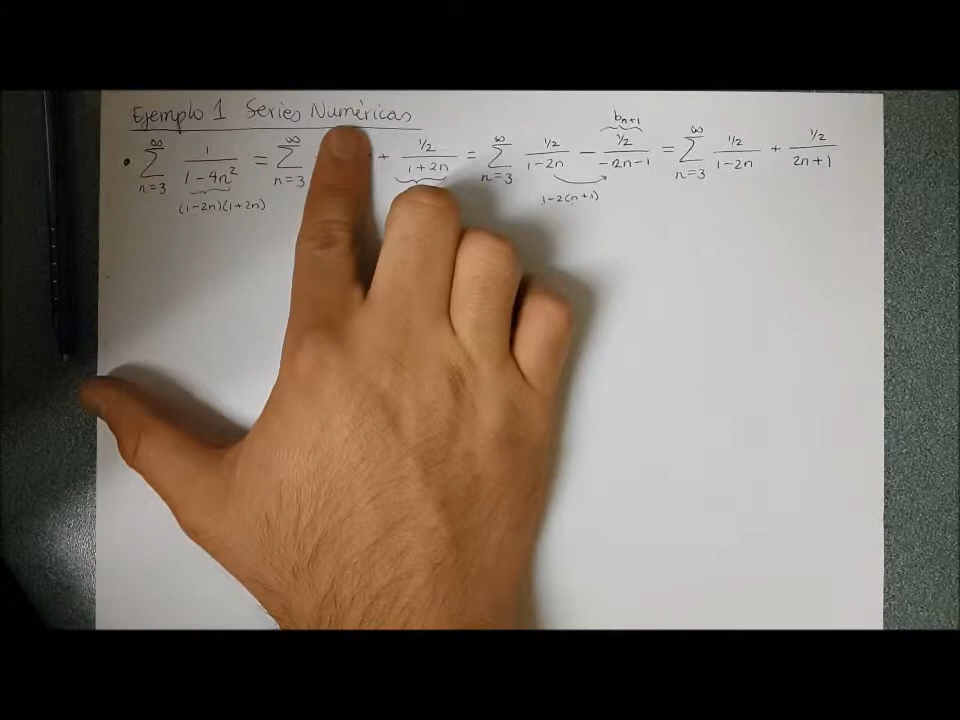 Ejemplo 1 Series Numéricas
• ∑_{n=3}^{∞} 1/(1-4n²) = ∑_{n=3}^{∞} + (1/2)/(1+2n) = ∑_{n=3}^{∞} (1/2)/(1-2n) - (1/2)/(-2n-1) = ∑_{n=3}^{∞} (1/2)/(1-2n) + (1/2)/(2n+1)
b_{n+1}
(1-2n)(1+2n)
1-2(n+1)